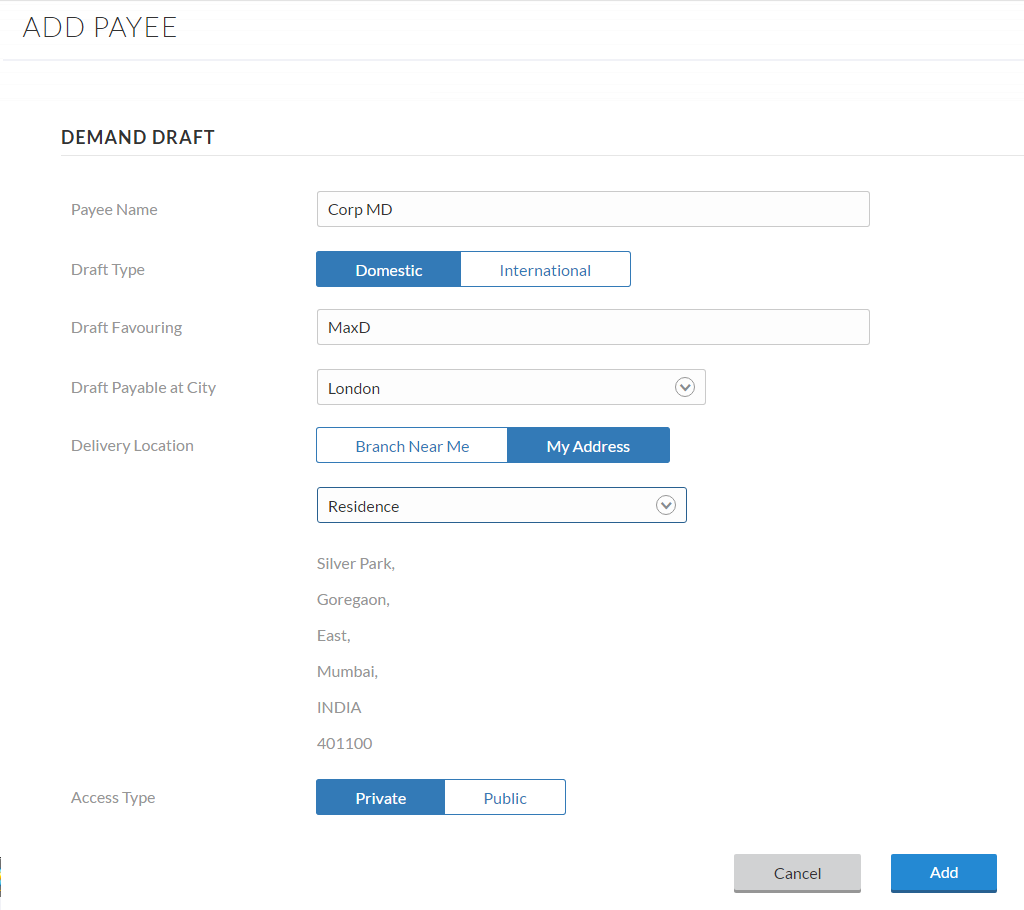 ADD PAYEE
DEMAND DRAFT
Payee Name Corp MD
Draft Type Domestic International
Draft Favouring MaxD
Draft Payable at City London
Delivery Location Branch Near Me My Address
Residence
Silver Park,
Goregaon,
East,
Mumbai,
INDIA
401100
Access Type Private Public
Cancel Add